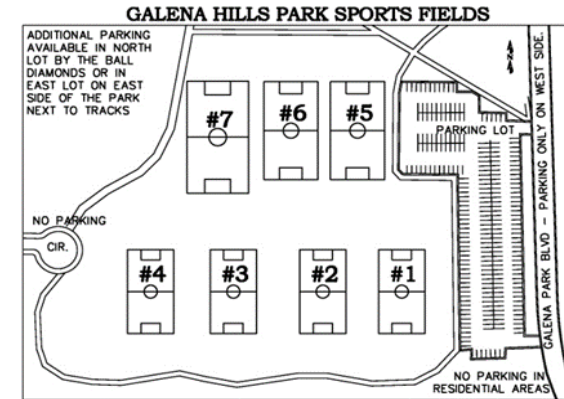 GALENA HILLS PARK SPORTS FIELDS
ADDITIONAL PARKING
AVAILABLE IN NORTH
LOT BY THE BALL
DIAMONDS OR IN
EAST LOT ON EAST
SIDE OF THE PARK
NEXT TO TRACKS
N
#7
#6
#5
PARKING LOT
GALENA PARK BLVD - PARKING ONLY ON WEST SIDE.
NO PARKING
CIR.
#4
#3
#2
#1
NO PARKING IN
RESIDENTIAL AREAS